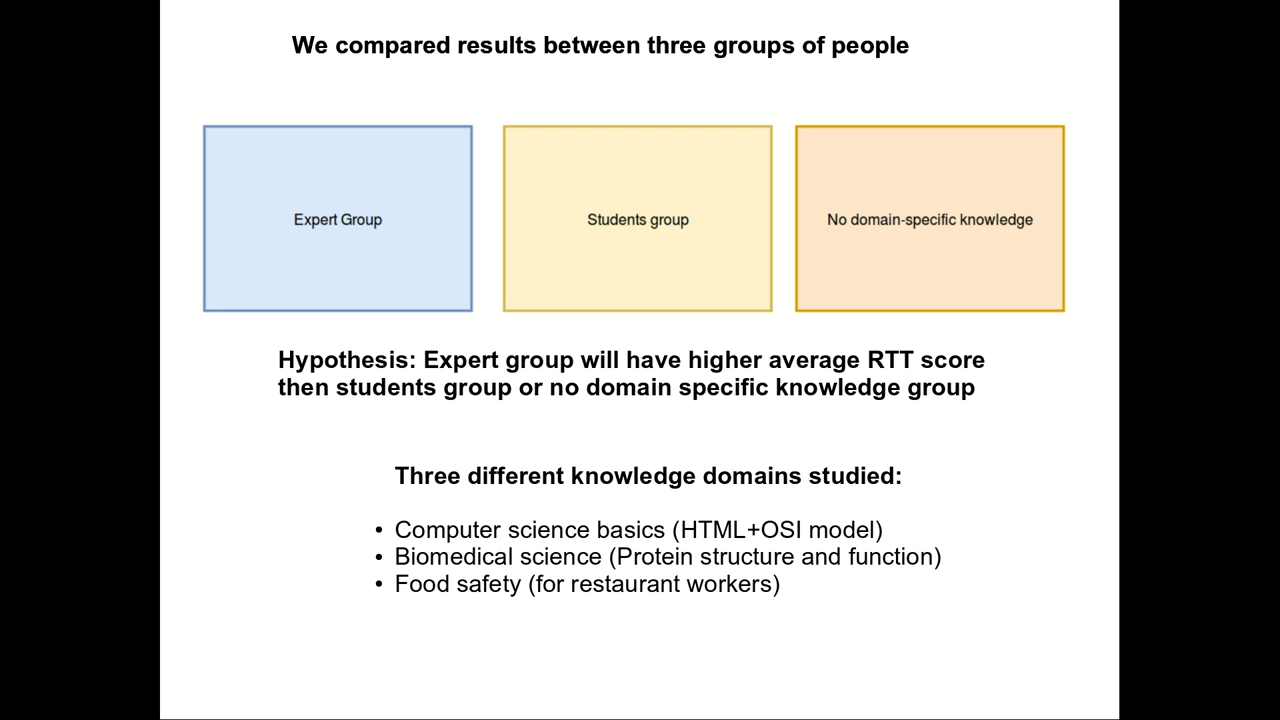 We compared results between three groups of people
Expert Group
Students group
No domain-specific knowledge
Hypothesis: Expert group will have higher average RTT score
then students group or no domain specific knowledge group
Three different knowledge domains studied:
• Computer science basics (HTML+OSI model)
• Biomedical science (Protein structure and function)
• Food safety (for restaurant workers)